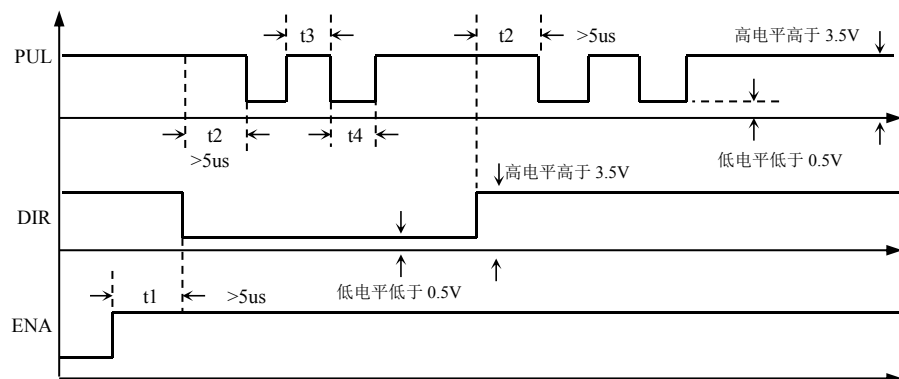 t3
t2
>5us
高电平高于 3.5V
PUL
t2
t4
>5us
低电平低于 0.5V
高电平高于 3.5V
DIR
t1
>5us
低电平低于 0.5V
ENA